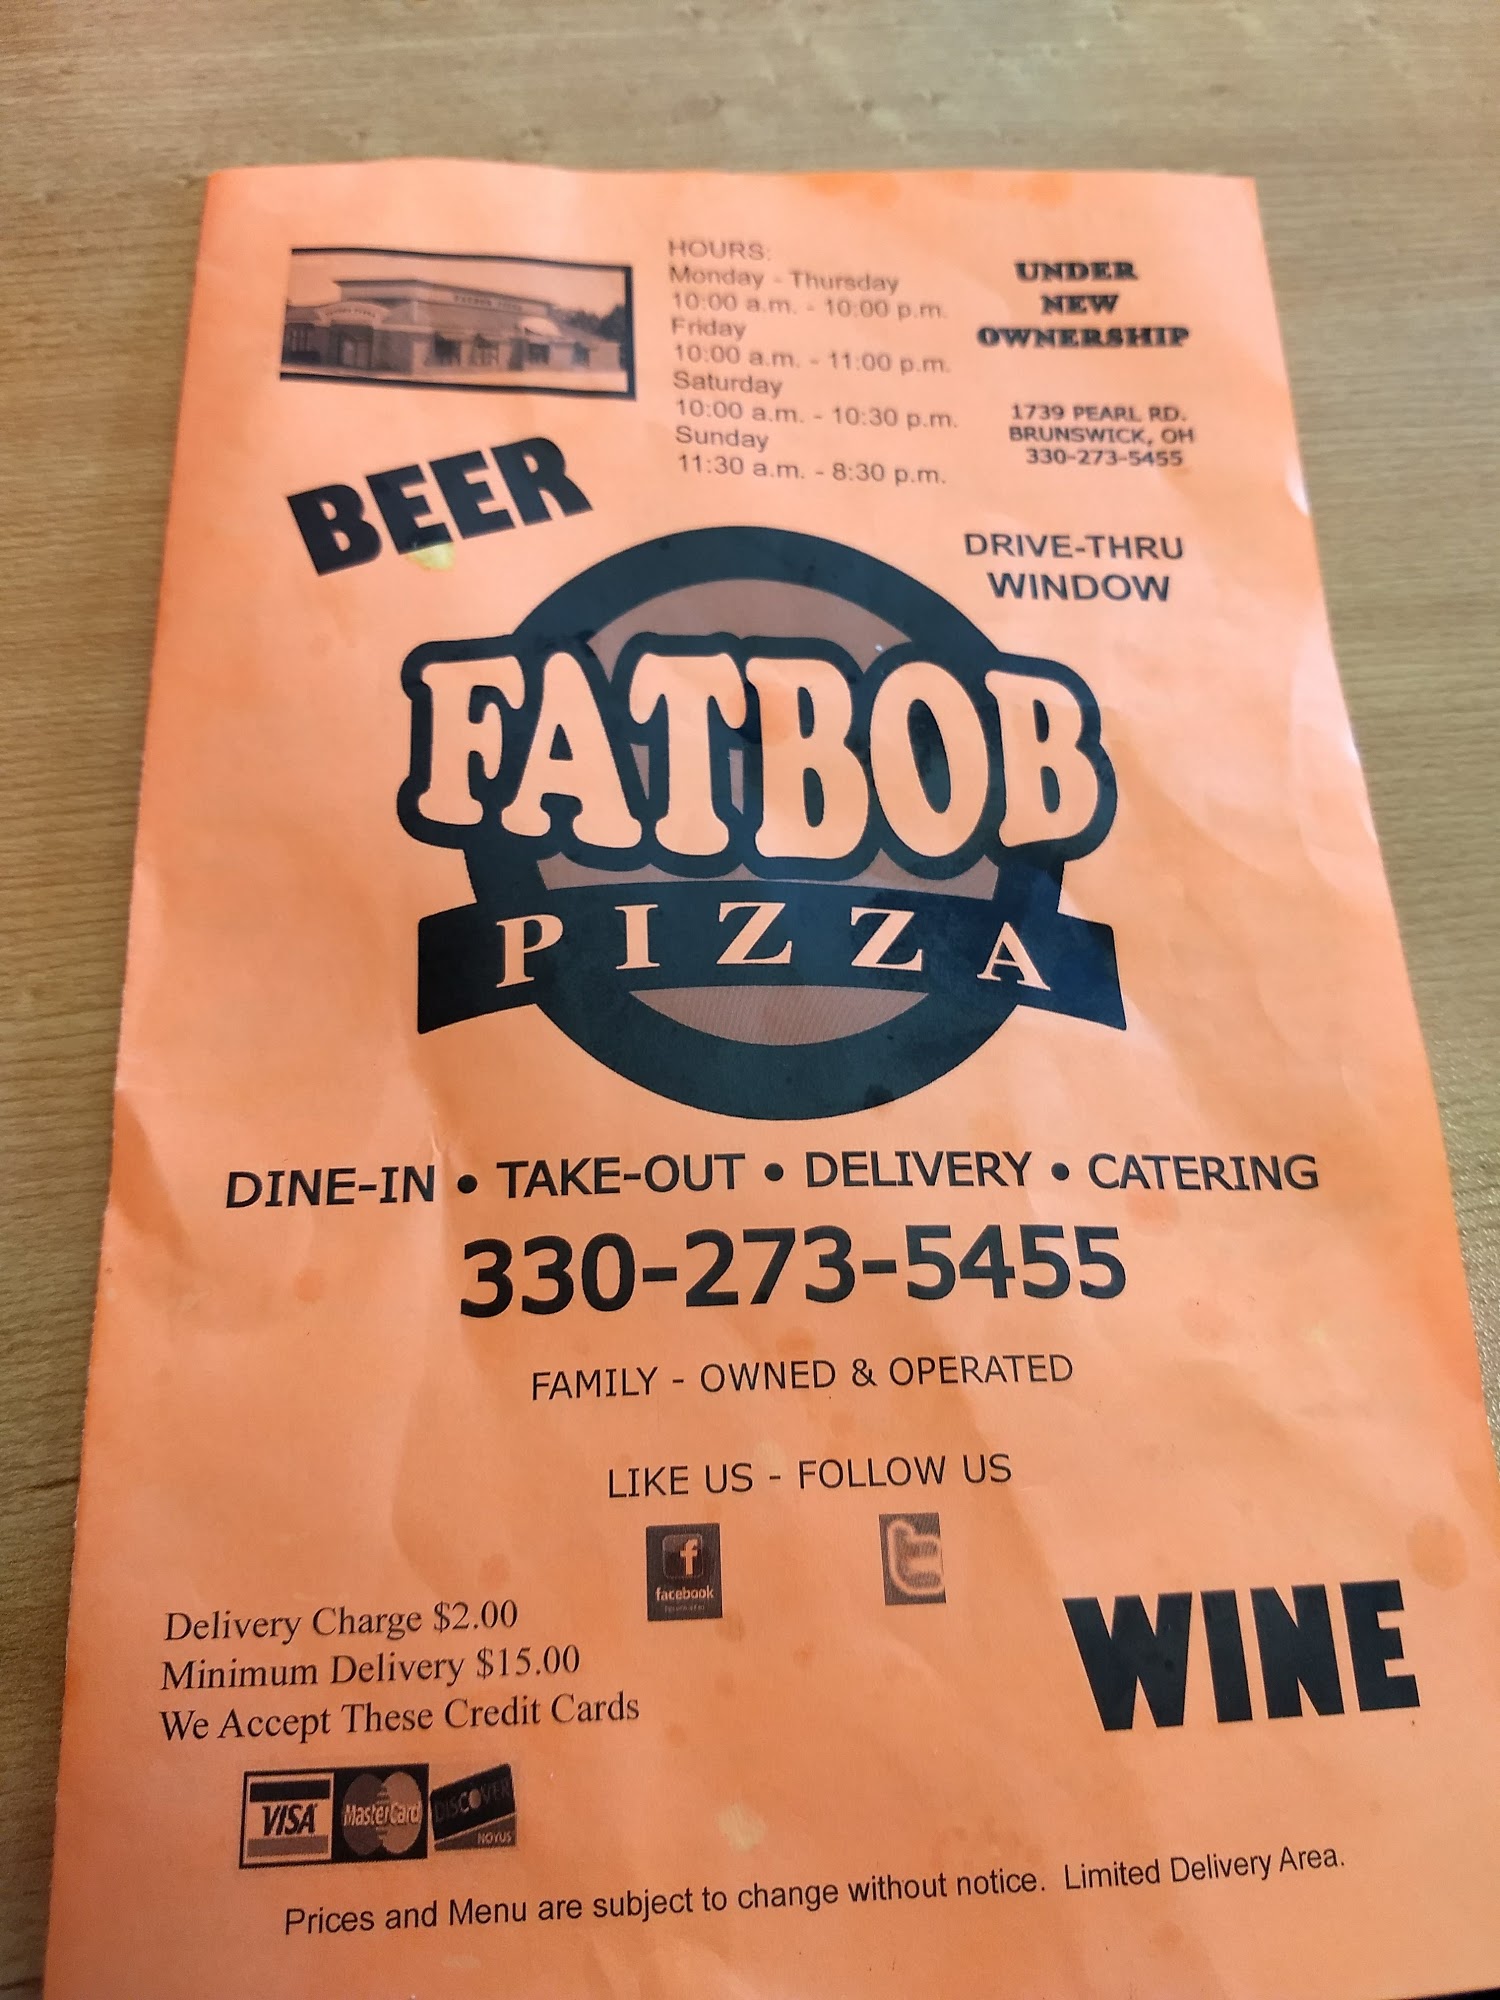 HOURS:
Monday - Thursday
10:00 a.m. - 10:00 p.m.
Friday
10:00 a.m. - 11:00 p.m.
Saturday
10:00 a.m. - 10:30 p.m.
Sunday
11:30 a.m. - 8:30 p.m.
UNDER
NEW
OWNERSHIP
1739 PEARL RD.
BRUNSWICK, OH
330-273-5455
BEER
DRIVE-THRU
WINDOW
FATBOB
PIZZA
DINE-IN • TAKE-OUT • DELIVERY • CATERING
330-273-5455
FAMILY - OWNED & OPERATED
LIKE US - FOLLOW US
f
facebook
t
Delivery Charge $2.00
Minimum Delivery $15.00
We Accept These Credit Cards
WINE
VISA
MasterCard
DISCOVER
NOVUS
Prices and Menu are subject to change without notice. Limited Delivery Area.